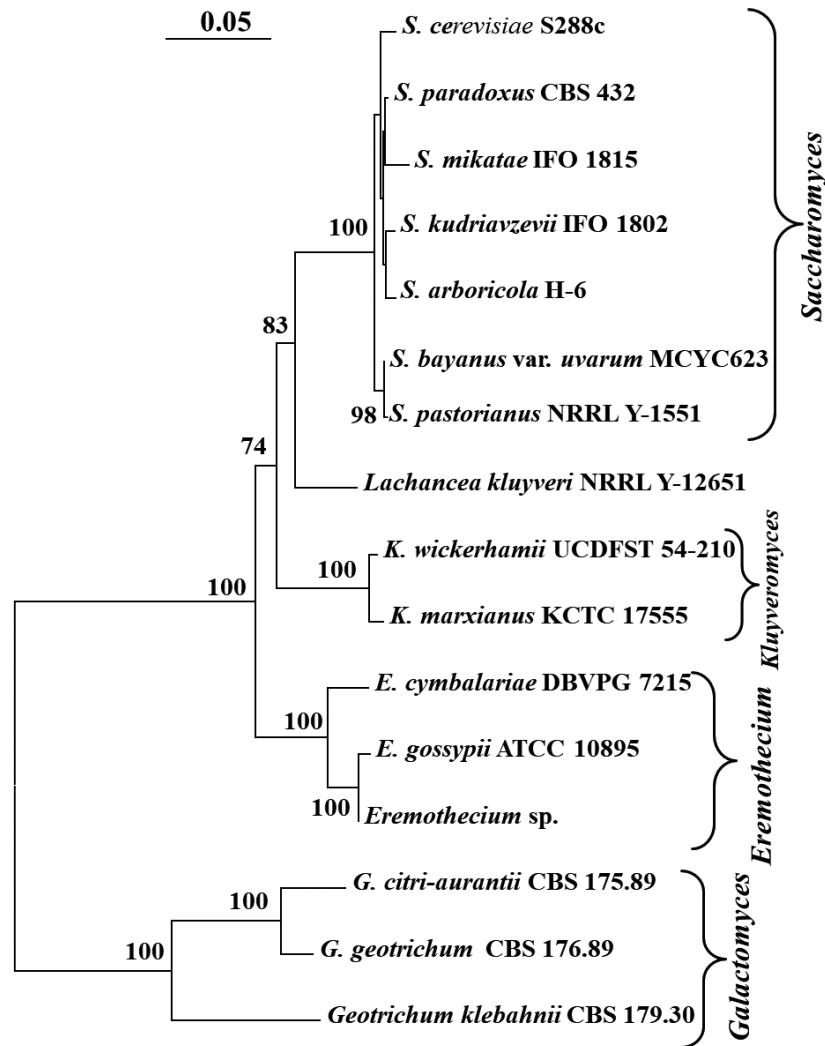 0.05
S. cerevisiae S288c
S. paradoxus CBS 432
S. mikatae IFO 1815
S. kudriavzevii IFO 1802
100
S. arboricola H-6
83
S. bayanus var. uvarum MCYC623
98
S. pastorianus NRRL Y-1551
Saccharomyces
74
Lachancea kluyveri NRRL Y-12651
K. wickerhamii UCDFST 54-210
100
100
K. marxianus KCTC 17555
Kluyveromyces
E. cymbalariae DBVPG 7215
100
E. gossypii ATCC 10895
100
Eremothecium sp.
Eremothecium
G. citri-aurantii CBS 175.89
100
100
G. geotrichum CBS 176.89
Geotrichum klebahnii CBS 179.30
Galactomyces